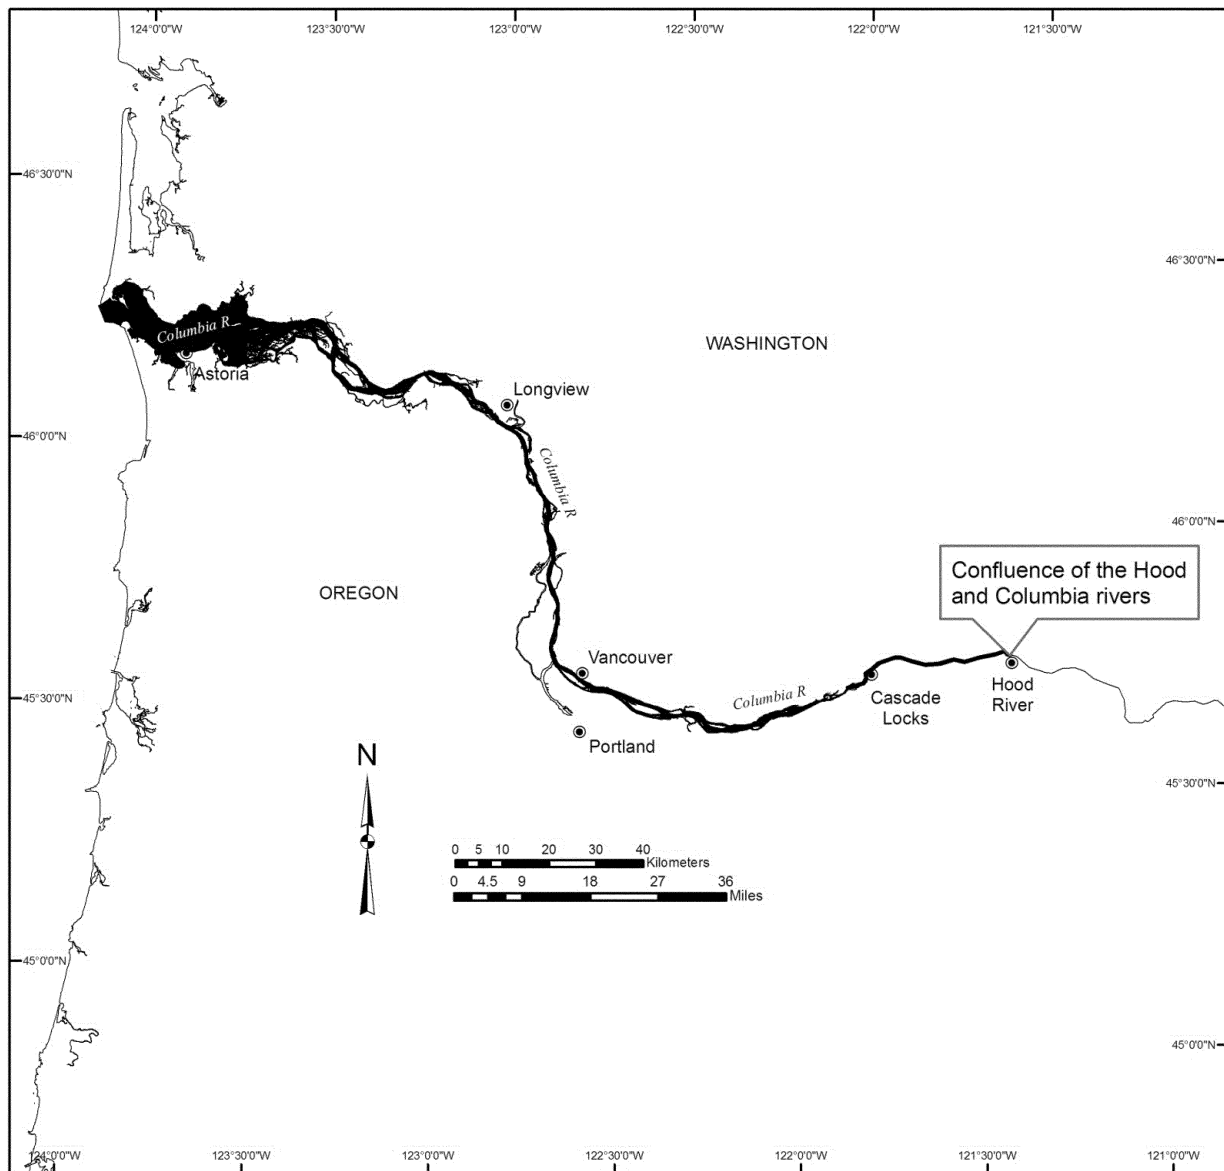 124°0'0"W
123°30'0"W
123°0'0"W
122°30'0"W
122°0'0"W
121°30'0"W
46°30'0"N
46°30'0"N
Columbia R
WASHINGTON
Astoria
Longview
46°0'0"N
Columbia R
46°0'0"N
Confluence of the Hood
and Columbia rivers
OREGON
Vancouver
Columbia R
Cascade
Locks
Hood
River
45°30'0"N
Portland
N
45°30'0"N
0 5 10 20 30 40
Kilometers
0 4.5 9 18 27 36
Miles
45°0'0"N
45°0'0"N
124°0'0"W
123°30'0"W
123°0'0"W
122°30'0"W
122°0'0"W
121°30'0"W
121°0'0"W